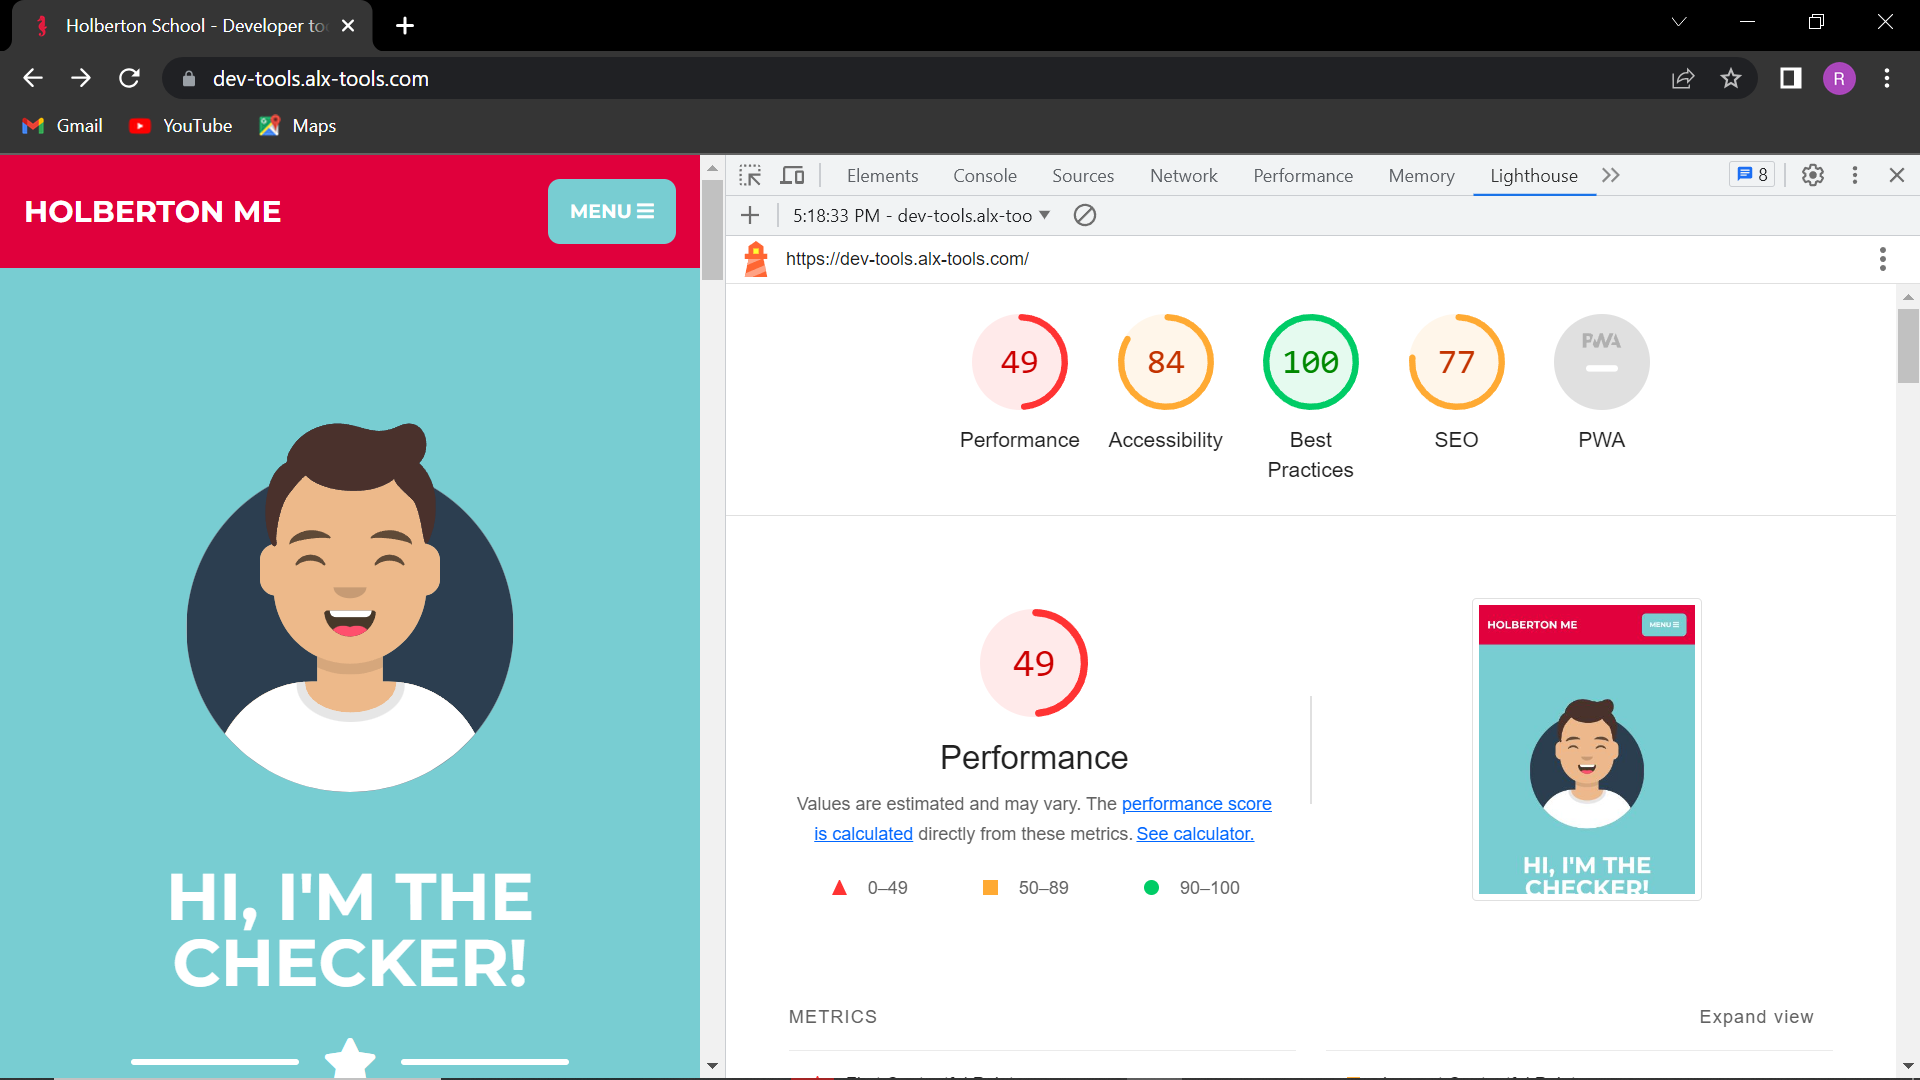 Holberton School - Developer to
dev-tools.alx-tools.com
R
Gmail
YouTube
Maps
HOLBERTON ME
MENU
HI, I'M THE
CHECKER!
Elements
Console
Sources
Network
Performance
Memory
Lighthouse
8
5:18:33 PM - dev-tools.alx-too
https://dev-tools.alx-tools.com/
49
84
100
77
PWA
Performance
Accessibility
Best
Practices
SEO
PWA
49
Performance
Values are estimated and may vary. The performance score
is calculated directly from these metrics. See calculator.
0–49
50–89
90–100
HOLBERTON ME
MENU
HI, I'M THE
CHECKER!
METRICS
Expand view